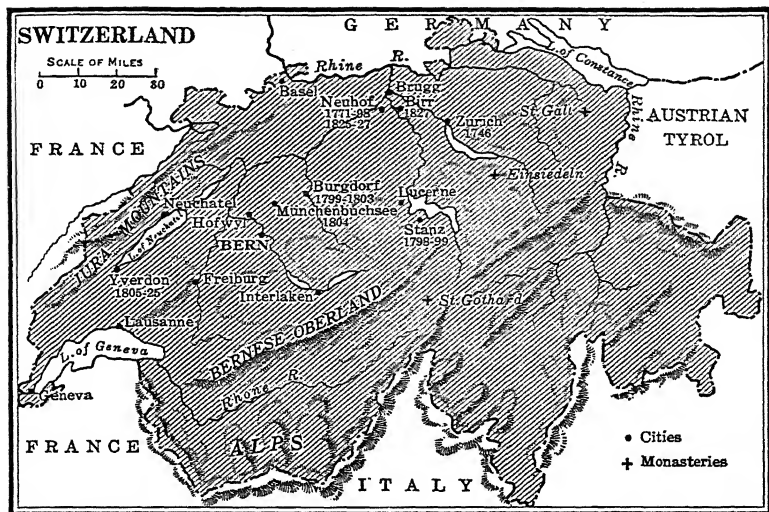 GERMANY
SWITZERLAND
SCALE OF MILES
0 10 20 30
Rhine R.
L. of Constance
Basel
Brugg
Neuhof
1771-98
1825-27
Birr
1827
Zurich
1746
St. Gall
Rhine R.
AUSTRIAN
TYROL
FRANCE
Einsiedeln
JURA MOUNTAINS
Neuchatel
L. of Neuchatel
Burgdorf
1799-1803
Lucerne
Hofwyl
Münchenbuchsee
1804
Stanz
1798-99
BERN
Yverdon
1805-25
Freiburg
Interlaken
St. Gothard
BERNESE OBERLAND
Lausanne
L. of Geneva
Rhone R.
Geneva
FRANCE
ALPS
ITALY
Cities
Monasteries